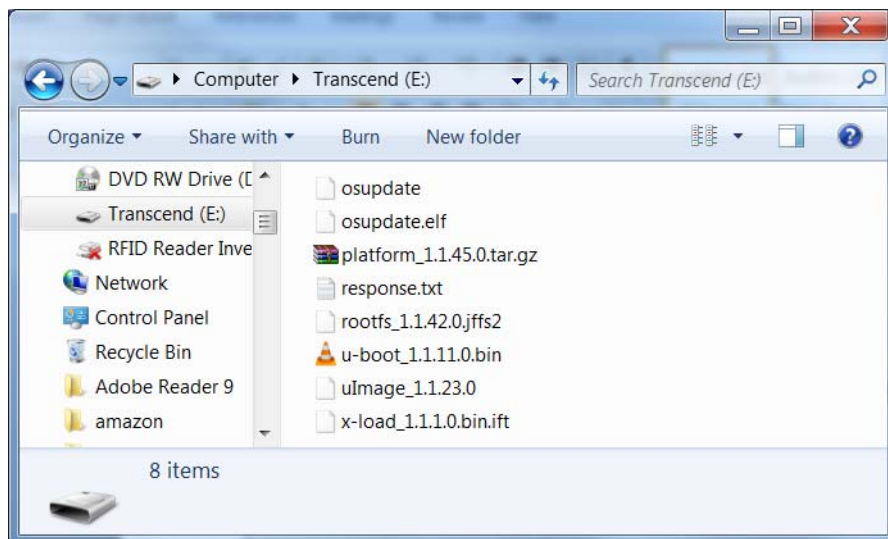 Computer Transcend (E:) Search Transcend (E:)
Organize Share with Burn New folder
DVD RW Drive (D
Transcend (E:)
RFID Reader Inve
Network
Control Panel
Recycle Bin
Adobe Reader 9
amazon
osupdate
osupdate.elf
platform_1.1.45.0.tar.gz
response.txt
rootfs_1.1.42.0.jffs2
u-boot_1.1.11.0.bin
uImage_1.1.23.0
x-load_1.1.1.0.bin.ift
8 items